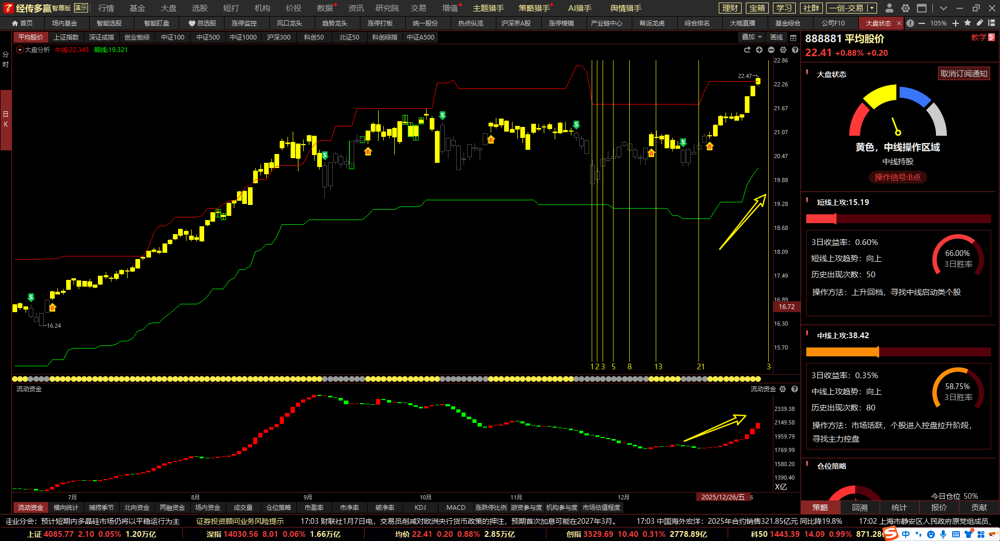 经传多赢 智尊版 演示 行情 基金 大盘 选股 短打 机构 价投 数据 资讯 研究院 交易 增值 主题猎手 策略猎手 AI猎手 舆情猎手 理财 宝箱 学习 社群 一创-交易
首页 场内基金 智能选股 智能盯盘 自选股 涨停监控 风口龙头 趋势龙头 涨停打板 统一股份 热点纵览 沪深京A股 涨停棱镜 产业链中心 帮派龙虎 综合排名 大咖直播 基金综合 公司F10 大盘状态 105%
平均股价 上证指数 深证成指 创业板综 中证100 中证500 中证1000 沪深300 科创50 北证50 科创综指 中证A500 叠加 画线
分时
日K
大盘分析 牛线:22.345 熊线:19.321
22.86
22.26
21.67
21.07
20.47
19.88
19.28
18.68
18.09
17.49
16.89
16.72
16.30
15.70
22.47
16.24
S B S B S B S B S B
1 2 3 5 8 13 21 3
流动资金 流动资金
2339.38
2149.58
1959.79
1769.99
1580.20
1390.40
X亿
7月 8月 9月 10月 11月 12月 2025/12/26/五 6
流动资金 横向统计 捕捞季节 北向资金 两融资金 场内资金 成交量 仓位策略 市盈率 市净率 破净率 KDJ MACD 涨跌停比例 游资参与度 机构参与度 市场估值程度
888881 平均股价 教学
22.41 +0.88% +0.20
大盘状态 取消订阅通知
黄色，中线操作区域
中线持股
操作信号:B点
短线上攻:15.19
3日收益率：0.60%
短线上攻趋势：向上
历史出现次数：50
66.00%
3日胜率
操作方法：上升回档，寻找中线启动类个股
中线上攻:38.42
3日收益率：0.35%
中线上攻趋势：向上
历史出现次数：80
58.75%
3日胜率
操作方法：市场活跃，个股进入控盘拉升阶段，
寻找主力控盘
仓位策略
今日仓位 50%
策略 回溯 统计 报价 贡献
硅业分会：预计短期内多晶硅市场仍将以平稳运行为主 证券投资顾问业务风险提示 17:03 财联社1月7日电，交易员削减对欧洲央行货币政策的押注，预期首次加息可能在2027年3月。 17:03 中国海外宏洋：2025年合约销售321.85亿元 同比降19.8% 17:02 上海市静安区人民政府原党组成员、
上证 4085.77 2.10 0.05% 1.20万亿 深指 14030.56 8.01 0.06% 1.66万亿 均价 22.41 0.20 0.88% 2.85万亿 创指 3329.69 10.40 0.31% 2778.89亿 科50 1443.39 14.09 0.99% 871.28 中